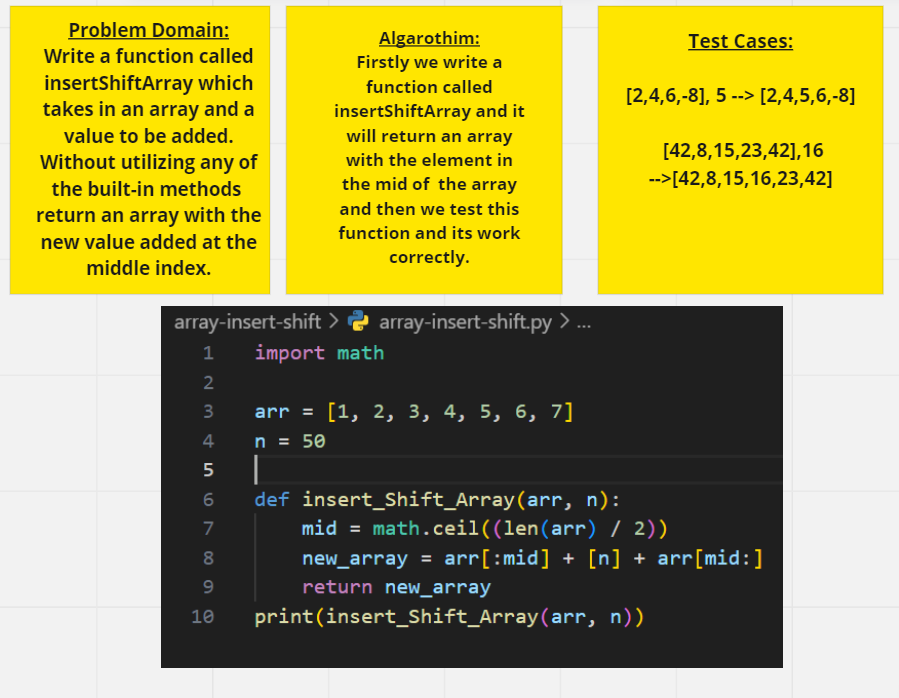 Problem Domain:
Write a function called
insertShiftArray which
takes in an array and a
value to be added.
Without utilizing any of
the built-in methods
return an array with the
new value added at the
middle index.
Algarothim:
Firstly we write a
function called
insertShiftArray and it
will return an array
with the element in
the mid of the array
and then we test this
function and its work
correctly.
Test Cases:
[2,4,6,-8], 5 --> [2,4,5,6,-8]
[42,8,15,23,42],16
-->[42,8,15,16,23,42]
array-insert-shift > array-insert-shift.py > ...
1 import math
2
3 arr = [1, 2, 3, 4, 5, 6, 7]
4 n = 50
5
6 def insert_Shift_Array(arr, n):
7     mid = math.ceil((len(arr) / 2))
8     new_array = arr[:mid] + [n] + arr[mid:]
9     return new_array
10 print(insert_Shift_Array(arr, n))